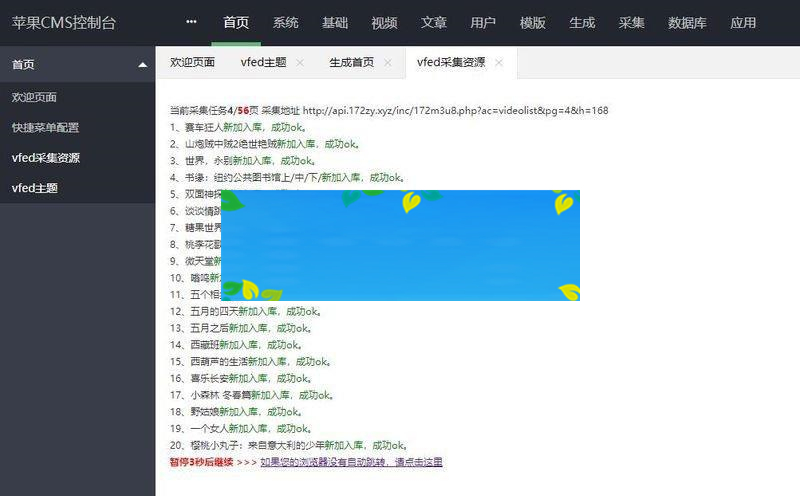 苹果CMS控制台 ••• 首页 系统 基础 视频 文章 用户 模版 生成 采集 数据库 应用
首页 欢迎页面 vfed主题 生成首页 vfed采集资源
欢迎页面
快捷菜单配置
vfed采集资源
vfed主题
当前采集任务4/56页 采集地址 http://api.172zy.xyz/inc/172m3u8.php?ac=videolist&pg=4&h=168
1、赛车狂人新加入库，成功ok。
2、山炮贼中贼2绝世艳贼新加入库，成功ok。
3、世界，永别新加入库，成功ok。
4、书缘：纽约公共图书馆上/中/下/新加入库，成功ok。
5、双面神探
6、谈谈情跳
7、糖果世界
8、桃李花
9、微天堂新
10、嗡鸣新
11、五个相
12、五月的四天新加入库，成功ok。
13、五月之后新加入库，成功ok。
14、西藏班新加入库，成功ok。
15、西葫芦的生活新加入库，成功ok。
16、喜乐长安新加入库，成功ok。
17、小森林 冬春篇新加入库，成功ok。
18、野姑娘新加入库，成功ok。
19、一个女人新加入库，成功ok。
20、樱桃小丸子：来自意大利的少年新加入库，成功ok。
暂停3秒后继续 >>> 如果您的浏览器没有自动跳转，请点击这里